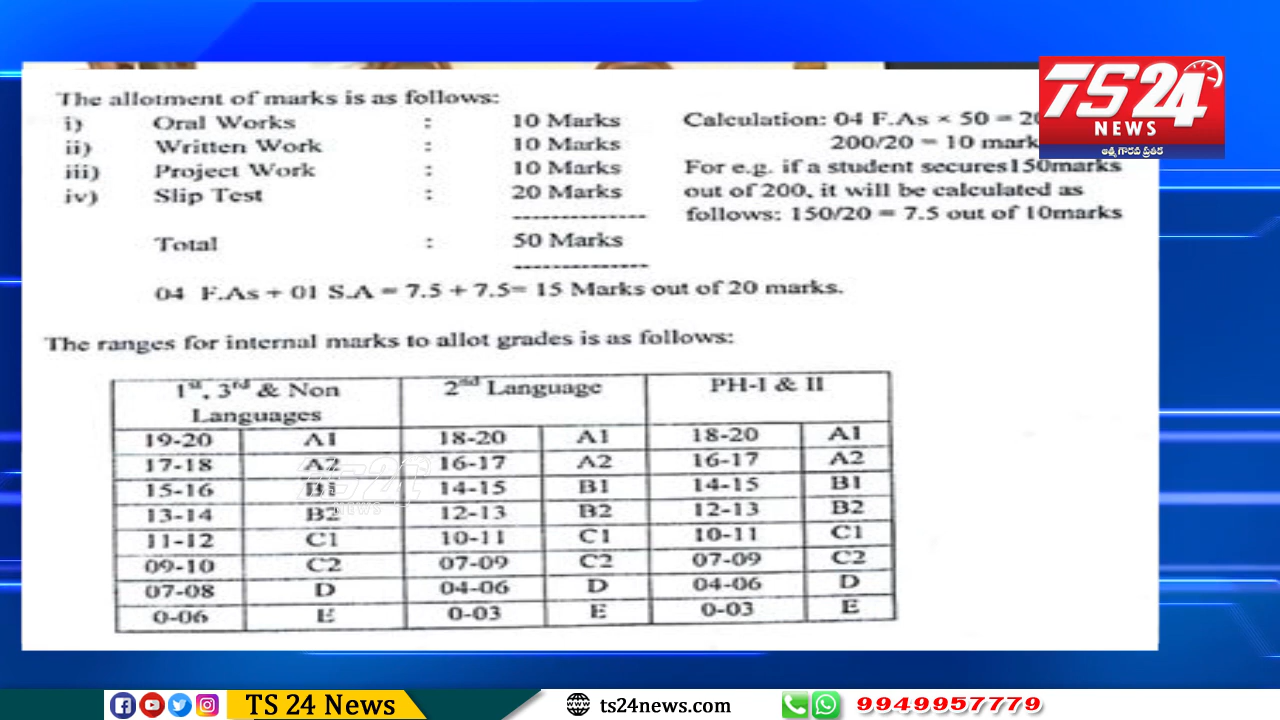 The allotment of marks is as follows:
i) Oral Works : 10 Marks
ii) Written Work : 10 Marks
iii) Project Work : 10 Marks
iv) Slip Test : 20 Marks
---------------
Total : 50 Marks
---------------
Calculation: 04 F.As × 50 = 20
200/20 = 10 mark
For e.g. if a student secures150marks
out of 200, it will be calculated as
follows: 150/20 = 7.5 out of 10marks
04 F.As + 01 S.A = 7.5 + 7.5= 15 Marks out of 20 marks.
The ranges for internal marks to allot grades is as follows:
1st, 3rd & Non Languages 2nd Language PH-I & II
19-20 A1 18-20 A1 18-20 A1
17-18 A2 16-17 A2 16-17 A2
15-16 B1 14-15 B1 14-15 B1
13-14 B2 12-13 B2 12-13 B2
11-12 C1 10-11 C1 10-11 C1
09-10 C2 07-09 C2 07-09 C2
07-08 D 04-06 D 04-06 D
0-06 E 0-03 E 0-03 E
TS24
NEWS
ఆత్మ గౌరవ ప్రతీక
TS24
NEWS
TS 24 News
ts24news.com
9949957779